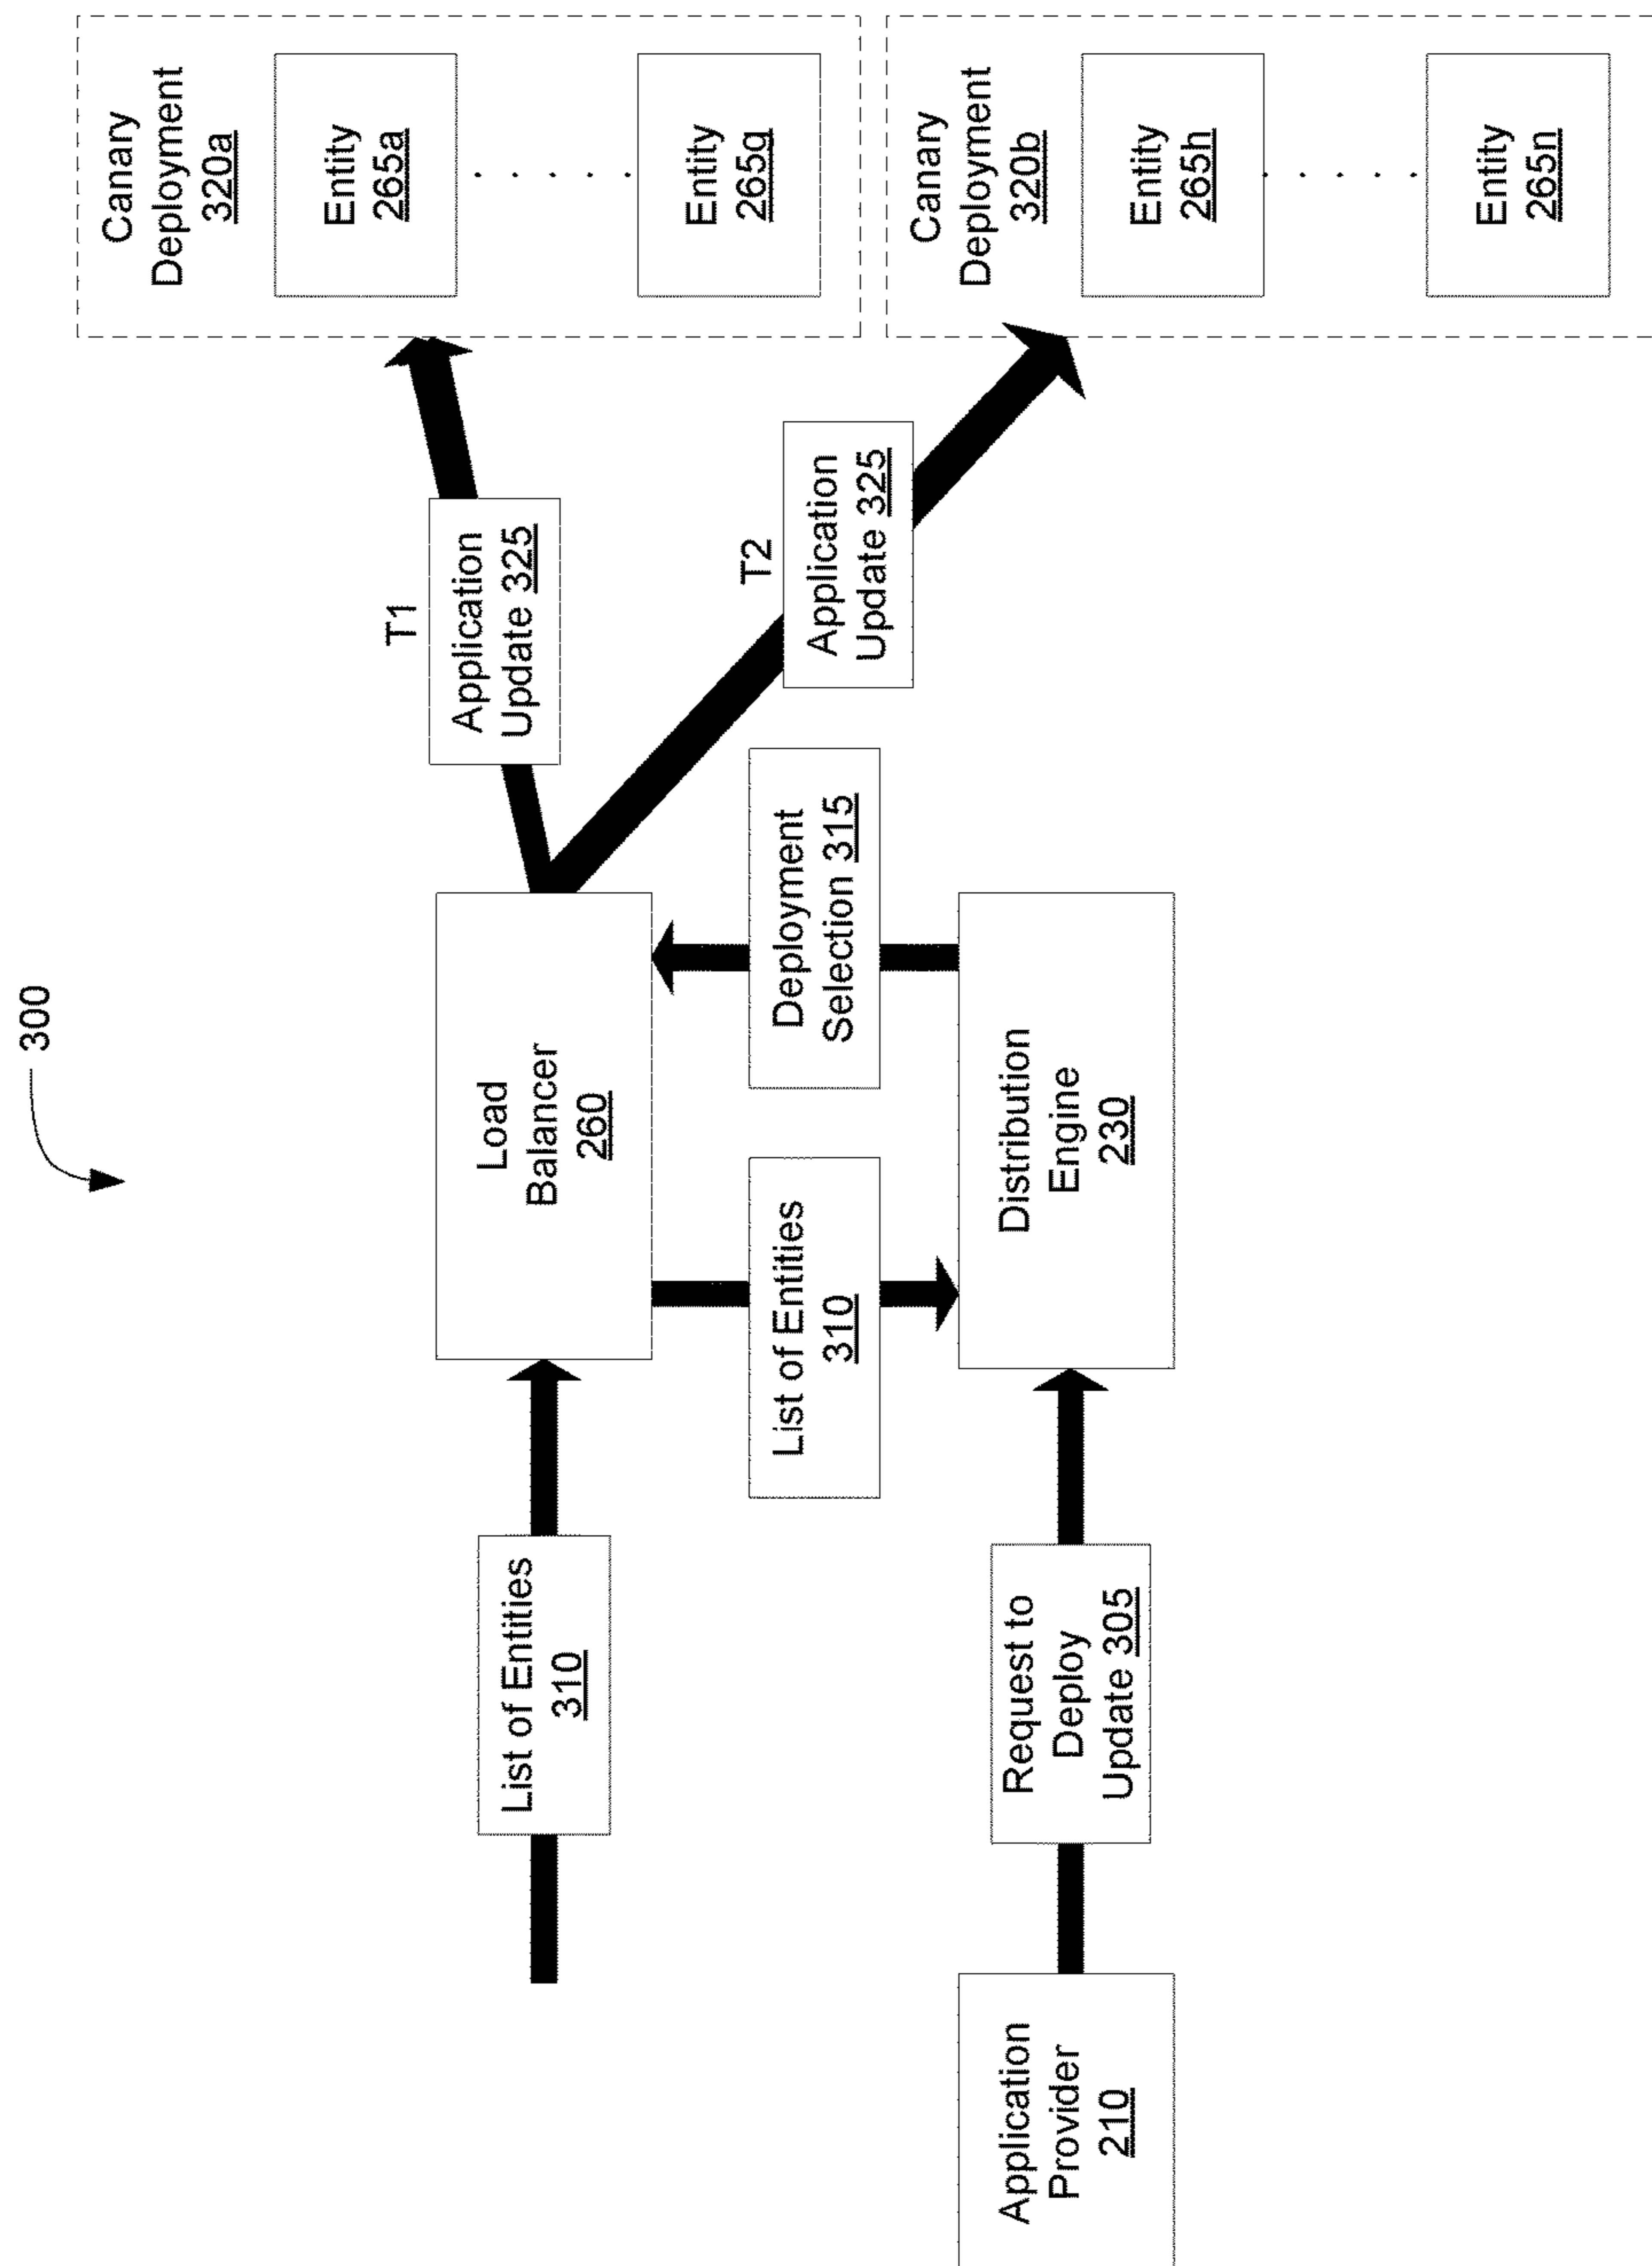 300
Canary
Deployment
320a
Entity
265a
Entity
265g
T1
Application
Update 325
Load
Balancer
260
List of Entities
310
T2
Application
Update 325
Deployment
Selection 315
List of Entities
310
Canary
Deployment
320b
Entity
265h
Entity
265n
Distribution
Engine
230
Request to
Deploy
Update 305
Application
Provider
210